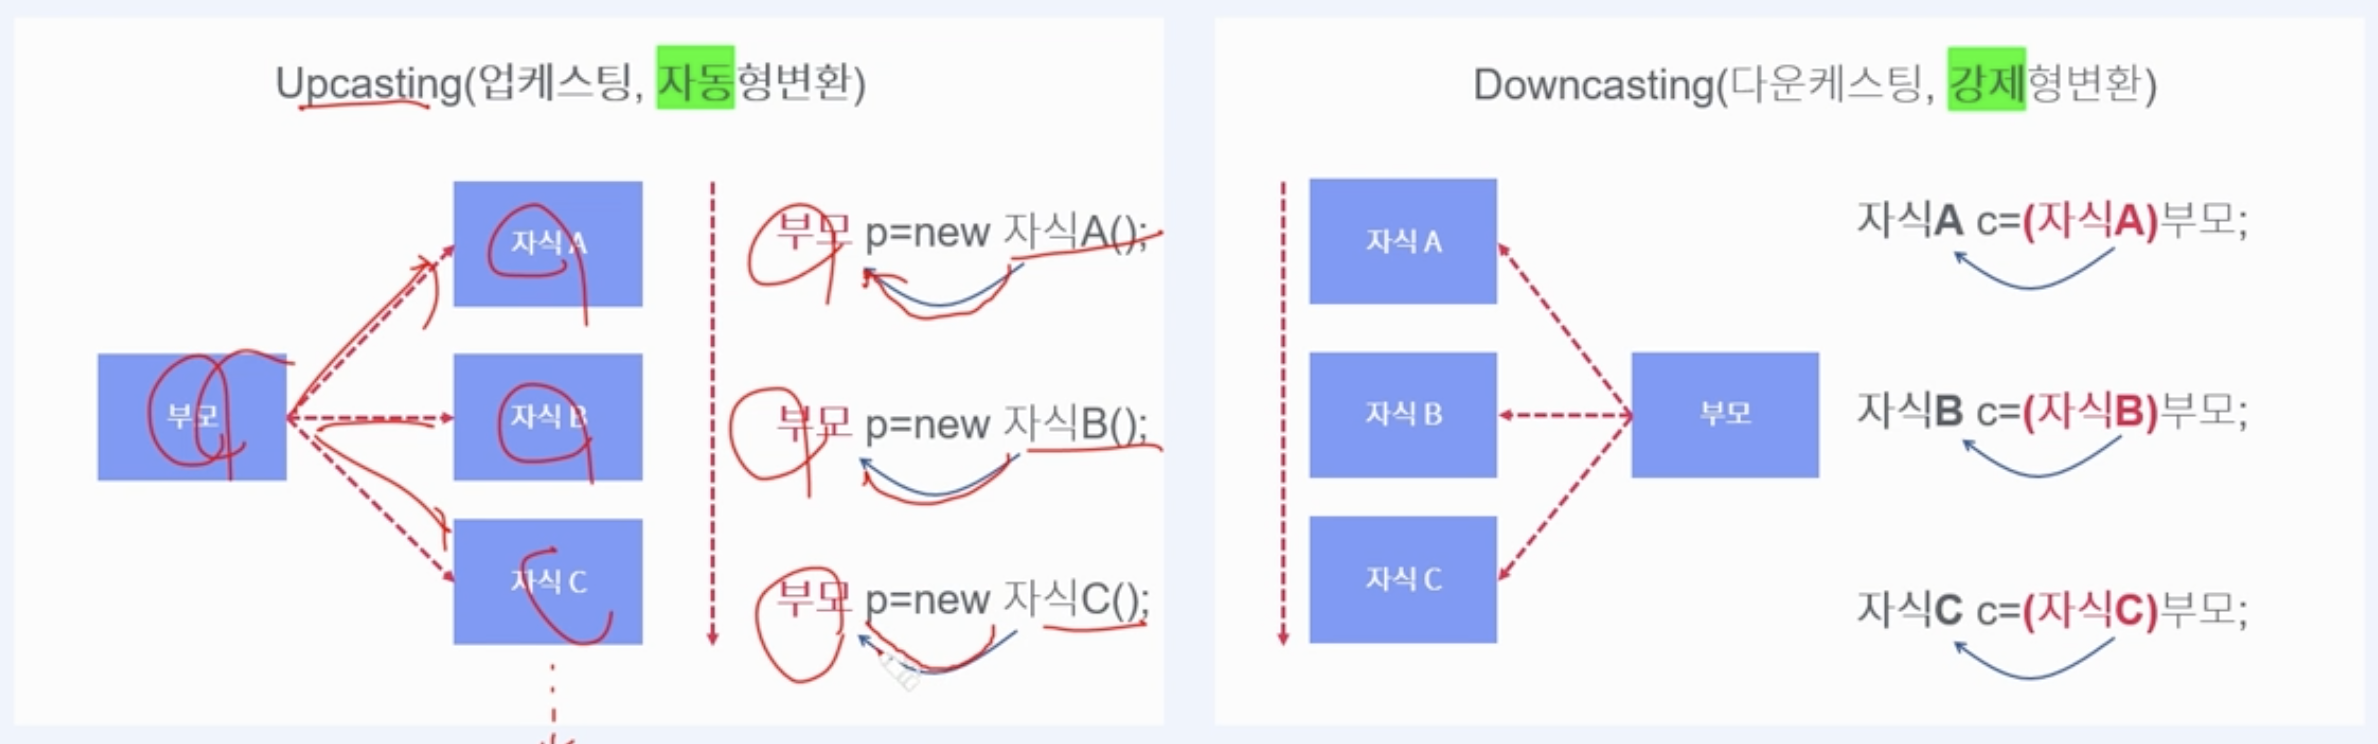 Upcasting(업케스팅, 자동형변환)
부모
자식 A
자식 B
자식 C
부모 p=new 자식A();
부모 p=new 자식B();
부모 p=new 자식C();
Downcasting(다운케스팅, 강제형변환)
자식 A
자식 B
자식 C
부모
자식A c=(자식A)부모;
자식B c=(자식B)부모;
자식C c=(자식C)부모;